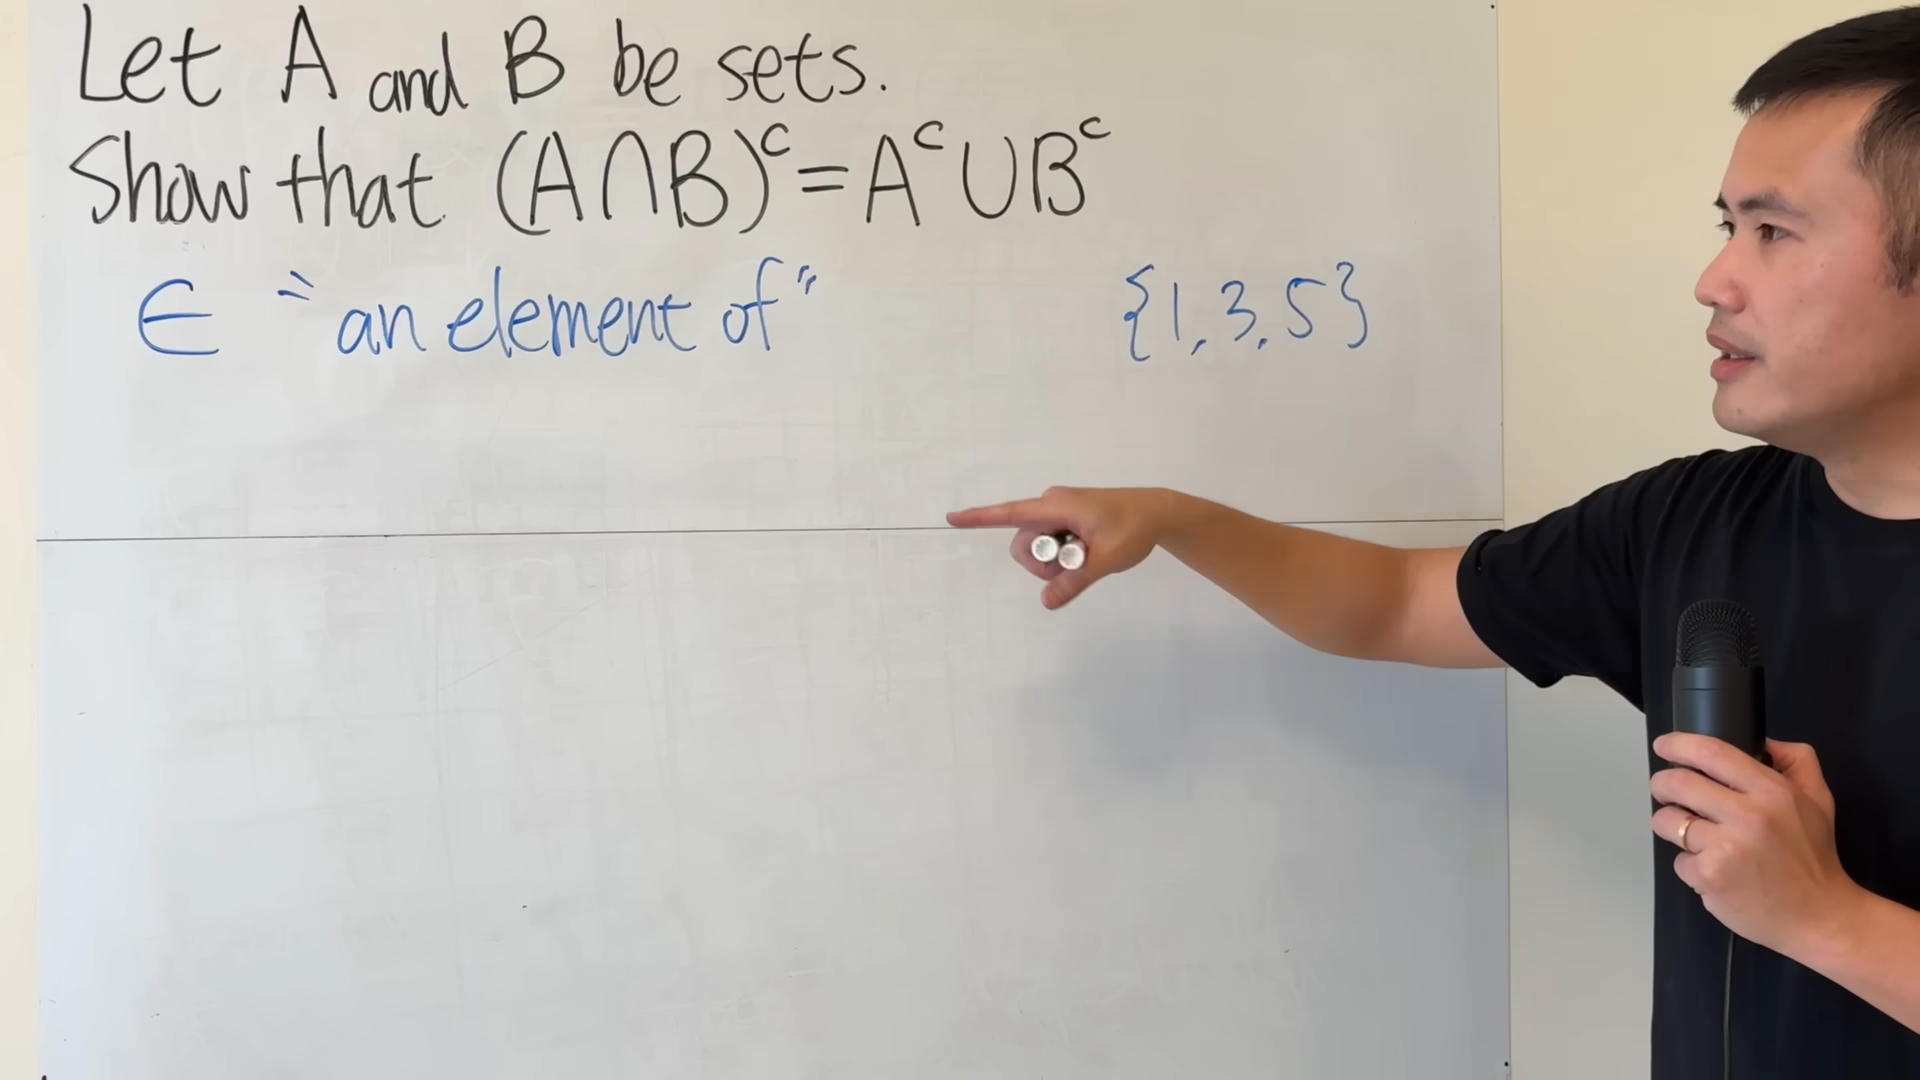 Let A and B be sets.
Show that (A∩B)ᶜ=Aᶜ∪Bᶜ
∈ "an element of" {1,3,5}